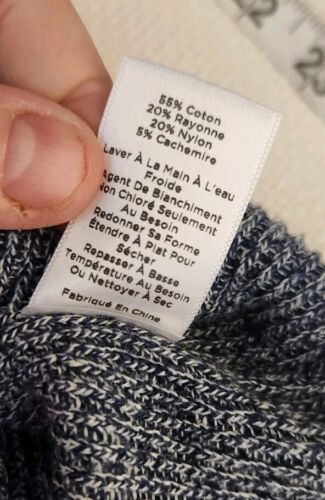 55% Coton
20% Rayonne
20% Nylon
5% Cachemire
Laver À La Main À L'eau
Froide
Agent De Blanchiment
Non Chloré Seulement
Au Besoin
Redonner Sa Forme
Étendre À Plat Pour
Sécher
Repasser À Basse
Température Au Besoin
Ou Nettoyer À Sec
Fabriqué En Chine
22
23